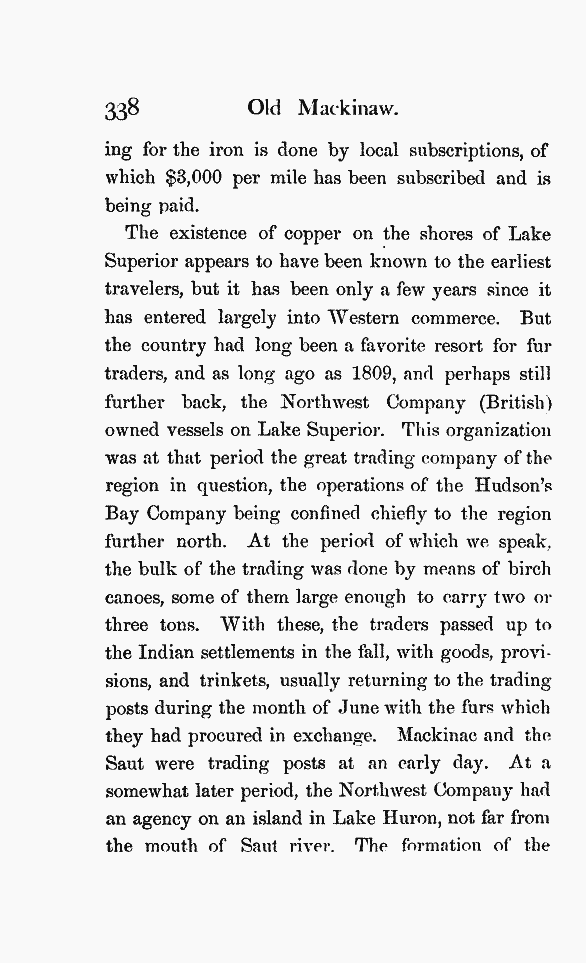 338 Old Mackinaw.
ing for the iron is done by local subscriptions, of
which $3,000 per mile has been subscribed and is
being paid.
The existence of copper on the shores of Lake
Superior appears to have been known to the earliest
travelers, but it has been only a few years since it
has entered largely into Western commerce. But
the country had long been a favorite resort for fur
traders, and as long ago as 1809, and perhaps still
further back, the Northwest Company (British)
owned vessels on Lake Superior. This organization
was at that period the great trading company of the
region in question, the operations of the Hudson's
Bay Company being confined chiefly to the region
further north. At the period of which we speak,
the bulk of the trading was done by means of birch
canoes, some of them large enough to carry two or
three tons. With these, the traders passed up to
the Indian settlements in the fall, with goods, provi-
sions, and trinkets, usually returning to the trading
posts during the month of June with the furs which
they had procured in exchange. Mackinac and the
Saut were trading posts at an early day. At a
somewhat later period, the Northwest Company had
an agency on an island in Lake Huron, not far from
the mouth of Saut river. The formation of the